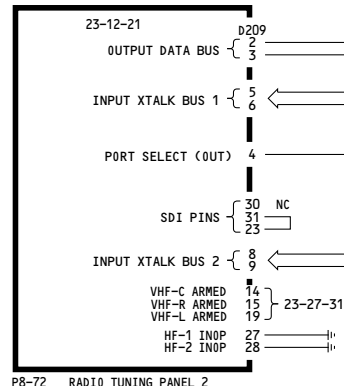 23-12-21
D209
OUTPUT DATA BUS { 2
3
INPUT XTALK BUS 1 { 5
6
PORT SELECT (OUT) 4
30 NC
SDI PINS { 31
23
INPUT XTALK BUS 2 { 8
9
VHF-C ARMED 14
VHF-R ARMED 15 } 23-27-31
VHF-L ARMED 19
HF-1 INOP 27
HF-2 INOP 28
P8-72 RADIO TUNING PANEL 2